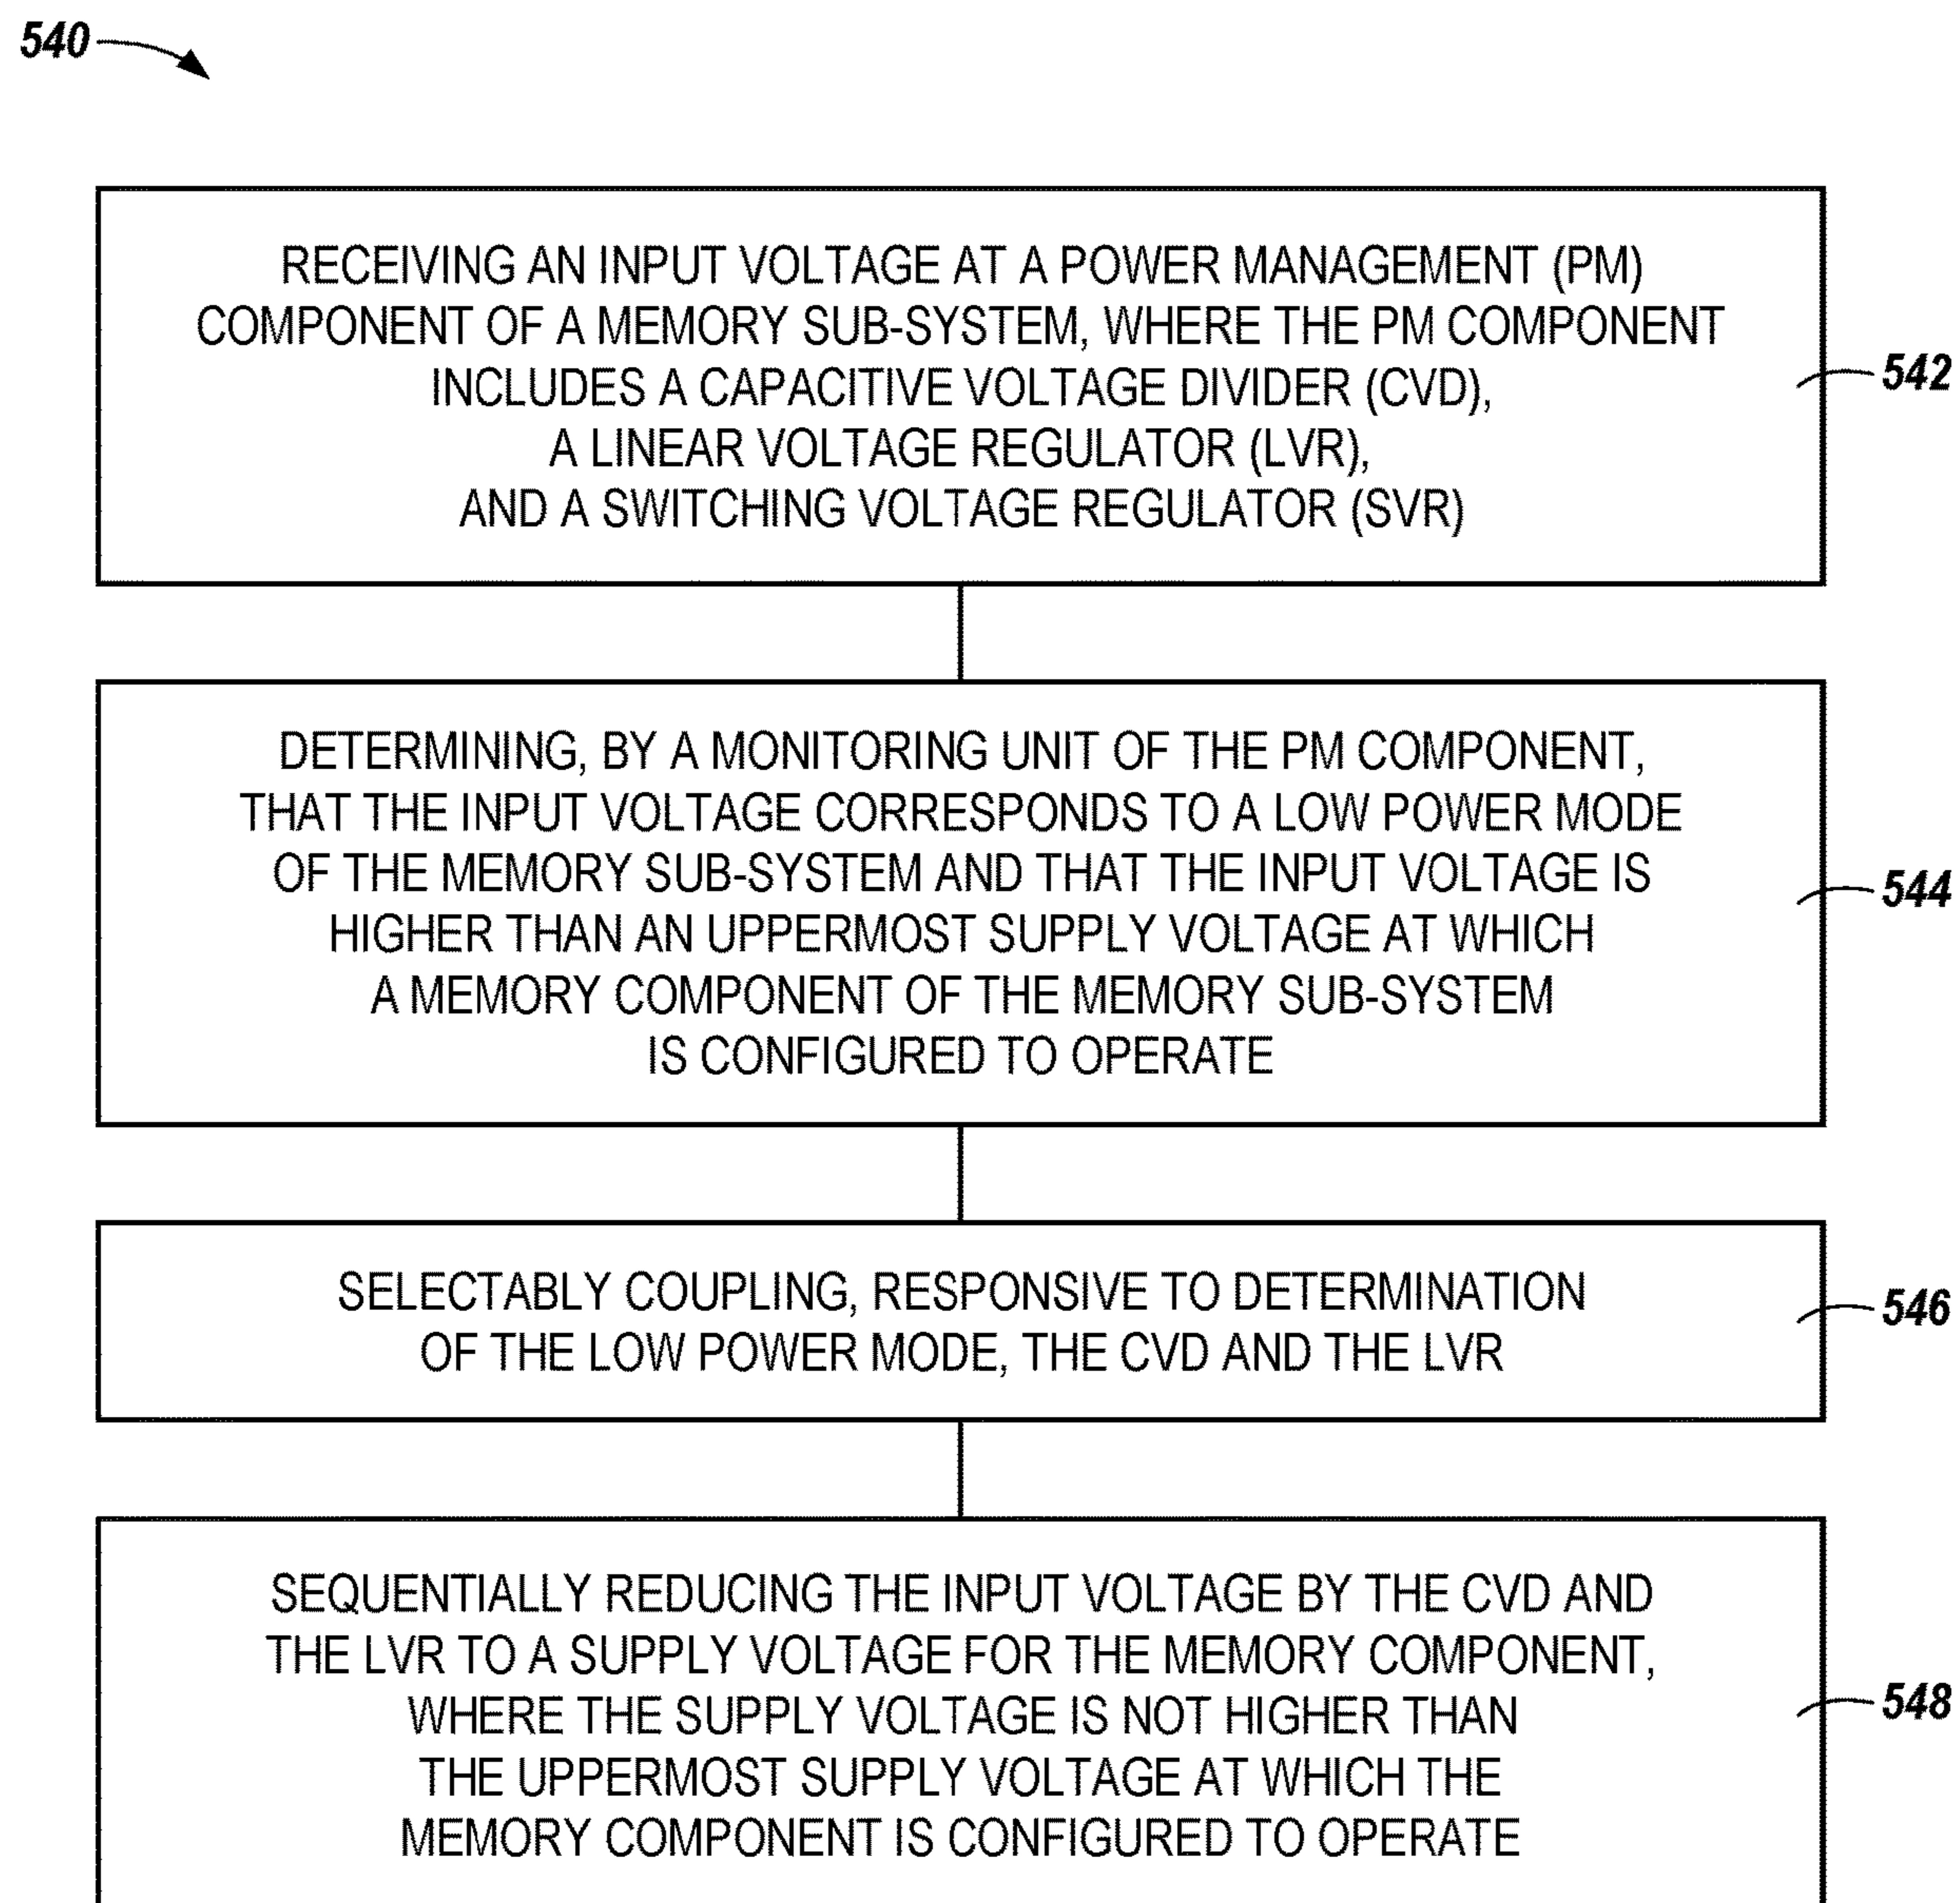 540
RECEIVING AN INPUT VOLTAGE AT A POWER MANAGEMENT (PM)
COMPONENT OF A MEMORY SUB-SYSTEM, WHERE THE PM COMPONENT
INCLUDES A CAPACITIVE VOLTAGE DIVIDER (CVD),
A LINEAR VOLTAGE REGULATOR (LVR),
AND A SWITCHING VOLTAGE REGULATOR (SVR)
542
DETERMINING, BY A MONITORING UNIT OF THE PM COMPONENT,
THAT THE INPUT VOLTAGE CORRESPONDS TO A LOW POWER MODE
OF THE MEMORY SUB-SYSTEM AND THAT THE INPUT VOLTAGE IS
HIGHER THAN AN UPPERMOST SUPPLY VOLTAGE AT WHICH
A MEMORY COMPONENT OF THE MEMORY SUB-SYSTEM
IS CONFIGURED TO OPERATE
544
SELECTABLY COUPLING, RESPONSIVE TO DETERMINATION
OF THE LOW POWER MODE, THE CVD AND THE LVR
546
SEQUENTIALLY REDUCING THE INPUT VOLTAGE BY THE CVD AND
THE LVR TO A SUPPLY VOLTAGE FOR THE MEMORY COMPONENT,
WHERE THE SUPPLY VOLTAGE IS NOT HIGHER THAN
THE UPPERMOST SUPPLY VOLTAGE AT WHICH THE
MEMORY COMPONENT IS CONFIGURED TO OPERATE
548